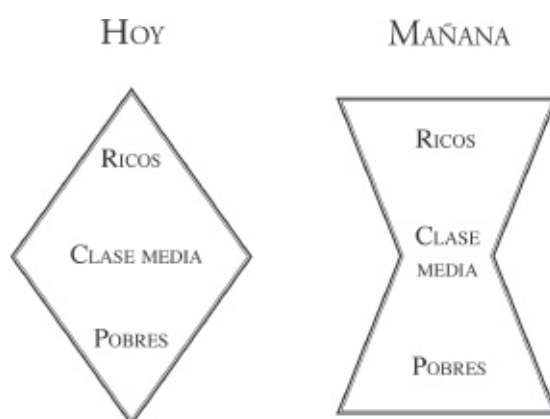 HOY
RICOS
CLASE MEDIA
POBRES
MAÑANA
RICOS
CLASE
MEDIA
POBRES